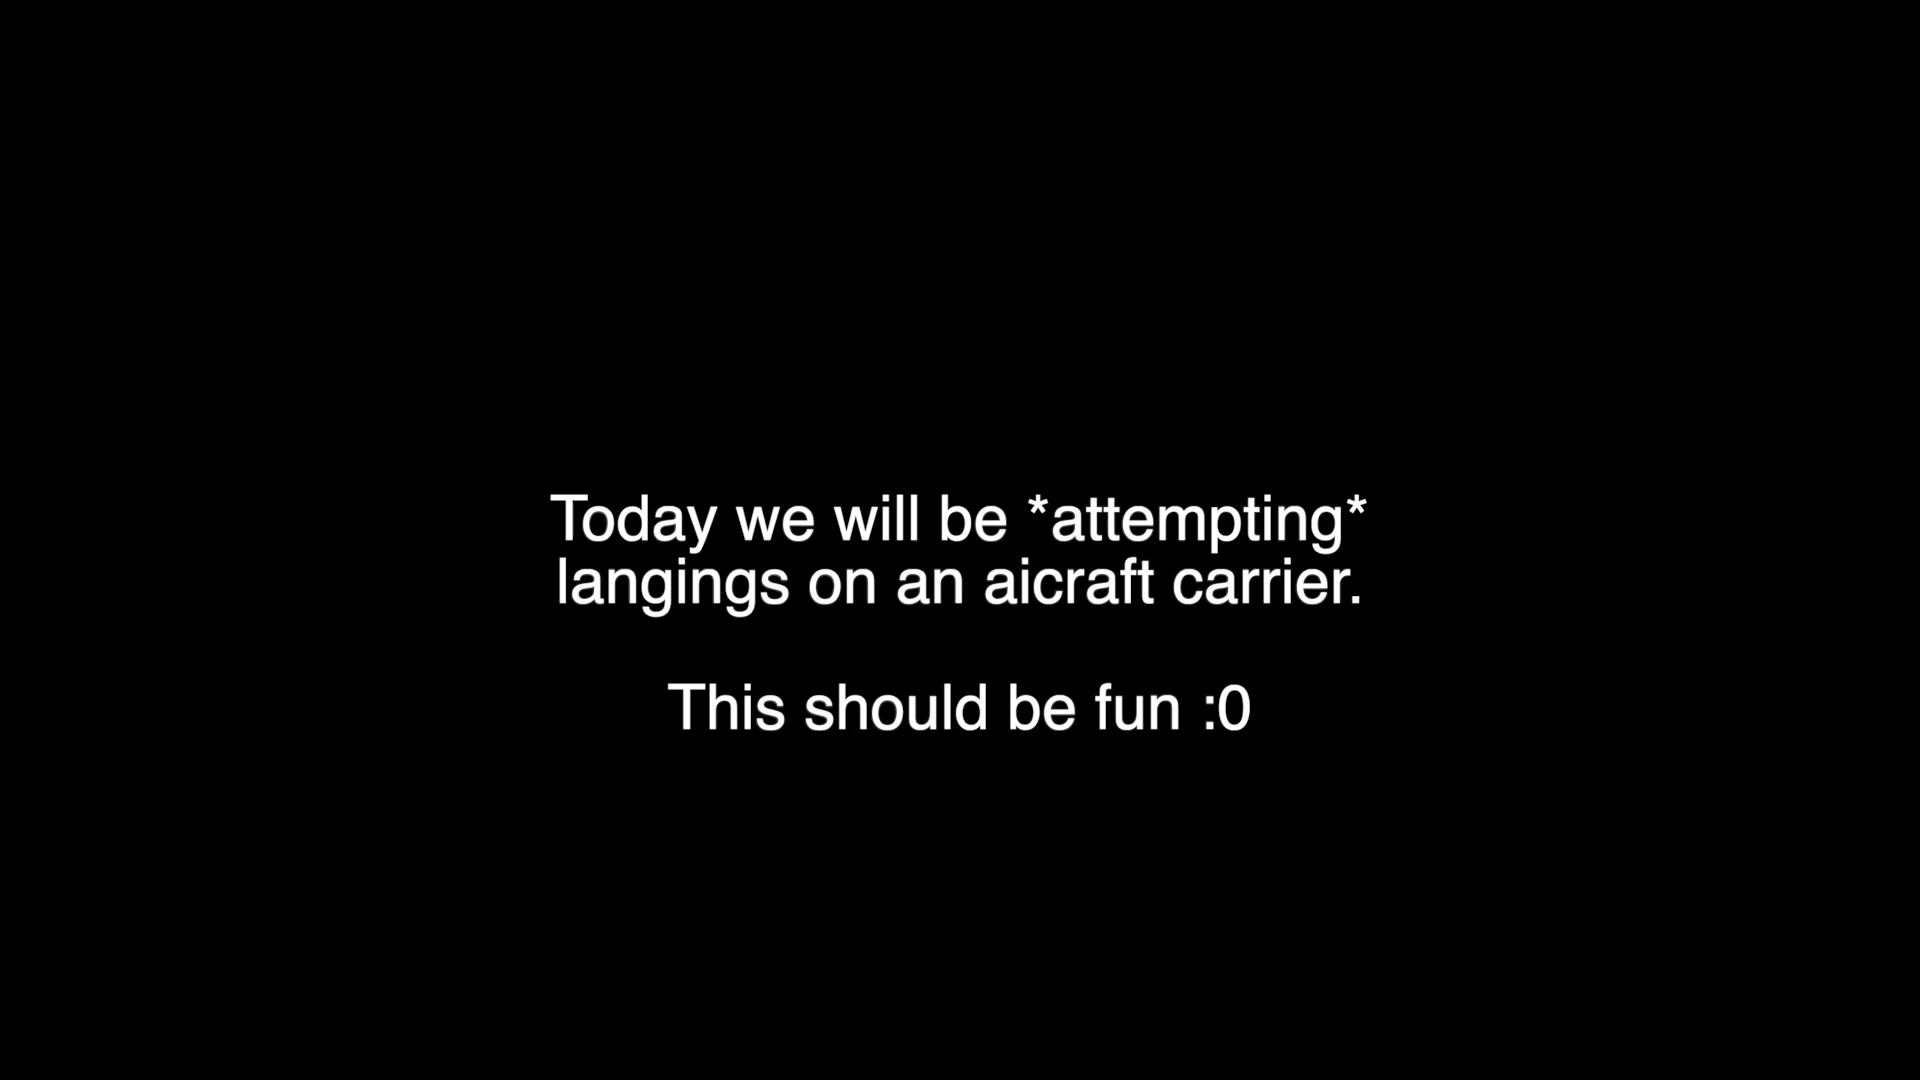 Today we will be *attempting*
langings on an aicraft carrier.
This should be fun :0